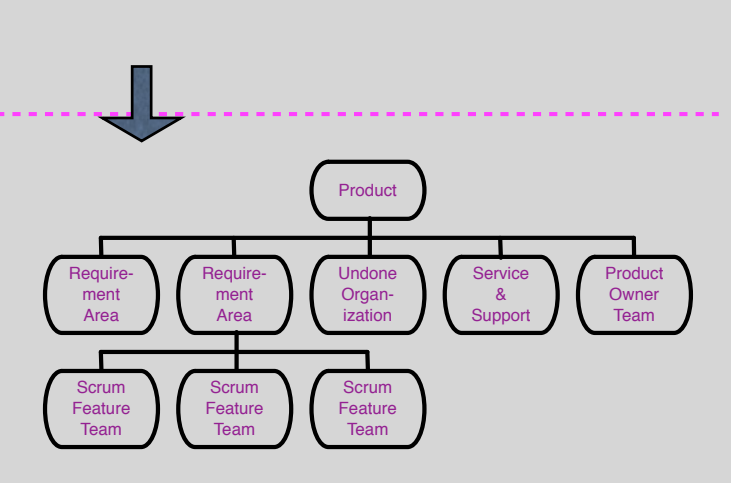 Product
Require-
ment
Area
Require-
ment
Area
Undone
Organ-
ization
Service
&
Support
Product
Owner
Team
Scrum
Feature
Team
Scrum
Feature
Team
Scrum
Feature
Team